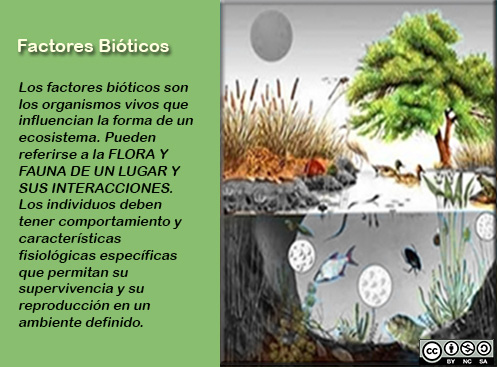 Factores Bióticos
Los factores bióticos son
los organismos vivos que
influencian la forma de un
ecosistema. Pueden
referirse a la FLORA Y
FAUNA DE UN LUGAR Y
SUS INTERACCIONES.
Los individuos deben
tener comportamiento y
características
fisiológicas específicas
que permitan su
supervivencia y su
reproducción en un
ambiente definido.
cc
BY NC SA